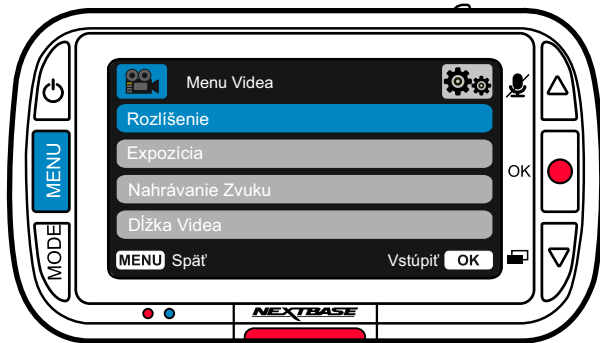 Menu Videa
Rozlíšenie
Expozícia
Nahrávanie Zvuku
Dĺžka Videa
MENU Späť Vstúpiť OK
MENU
MODE
OK
NEXTBASE